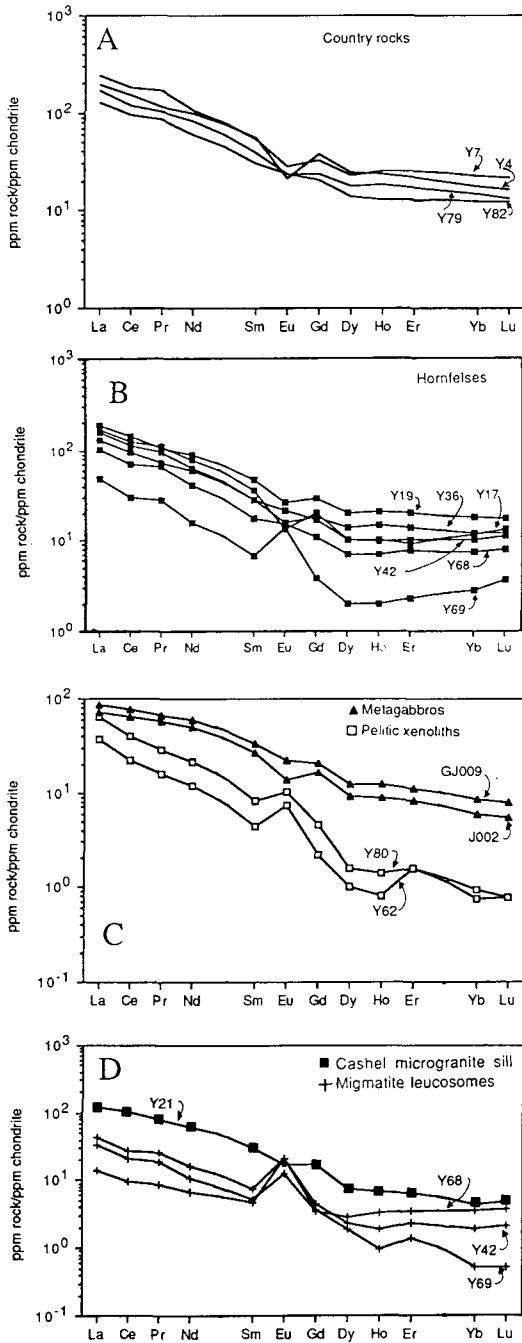 A
Country rocks
ppm rock/ppm chondrite
10³
10²
10¹
10⁰
Y7
Y4
Y79
Y82
La Ce Pr Nd Sm Eu Gd Dy Ho Er Yb Lu
B
Hornfelses
ppm rock/ppm chondrite
10³
10²
10¹
10⁰
Y19
Y36
Y17
Y42
Y68
Y69
La Ce Pr Nd Sm Eu Gd Dy Ho Er Yb Lu
C
▲ Metagabbros
□ Pelitic xenoliths
ppm rock/ppm chondrite
10²
10¹
10⁰
10⁻¹
GJ009
J002
Y80
Y62
La Ce Pr Nd Sm Eu Gd Dy Ho Er Yb Lu
D
■ Cashel microgranite sill
+ Migmatite leucosomes
ppm rock/ppm chondrite
10³
10²
10¹
10⁰
10⁻¹
Y21
Y68
Y42
Y69
La Ce Pr Nd Sm Eu Gd Dy Ho Er Yb Lu